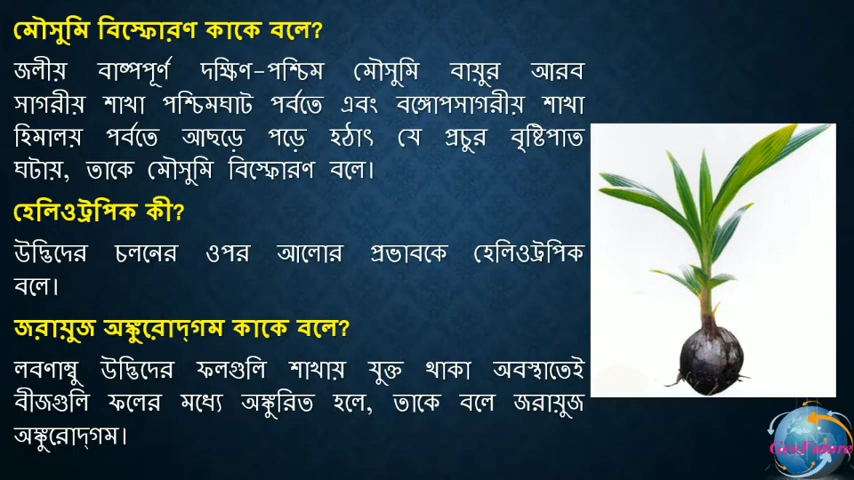 মৌসুমি বিস্ফোরণ কাকে বলে?
জলীয় বাষ্পপূর্ণ দক্ষিণ-পশ্চিম মৌসুমি বায়ুর আরব
সাগরীয় শাখা পশ্চিমঘাট পর্বতে এবং বঙ্গোপসাগরীয় শাখা
হিমালয় পর্বতে আছড়ে পড়ে হঠাৎ যে প্রচুর বৃষ্টিপাত
ঘটায়, তাকে মৌসুমি বিস্ফোরণ বলে।
হেলিওট্রপিক কী?
উদ্ভিদের চলনের ওপর আলোর প্রভাবকে হেলিওট্রপিক
বলে।
জরায়ুজ অঙ্কুরোদ্‌গম কাকে বলে?
লবণাম্বু উদ্ভিদের ফলগুলি শাখায় যুক্ত থাকা অবস্থাতেই
বীজগুলি ফলের মধ্যে অঙ্কুরিত হলে, তাকে বলে জরায়ুজ
অঙ্কুরোদ্‌গম।
GeoFuture